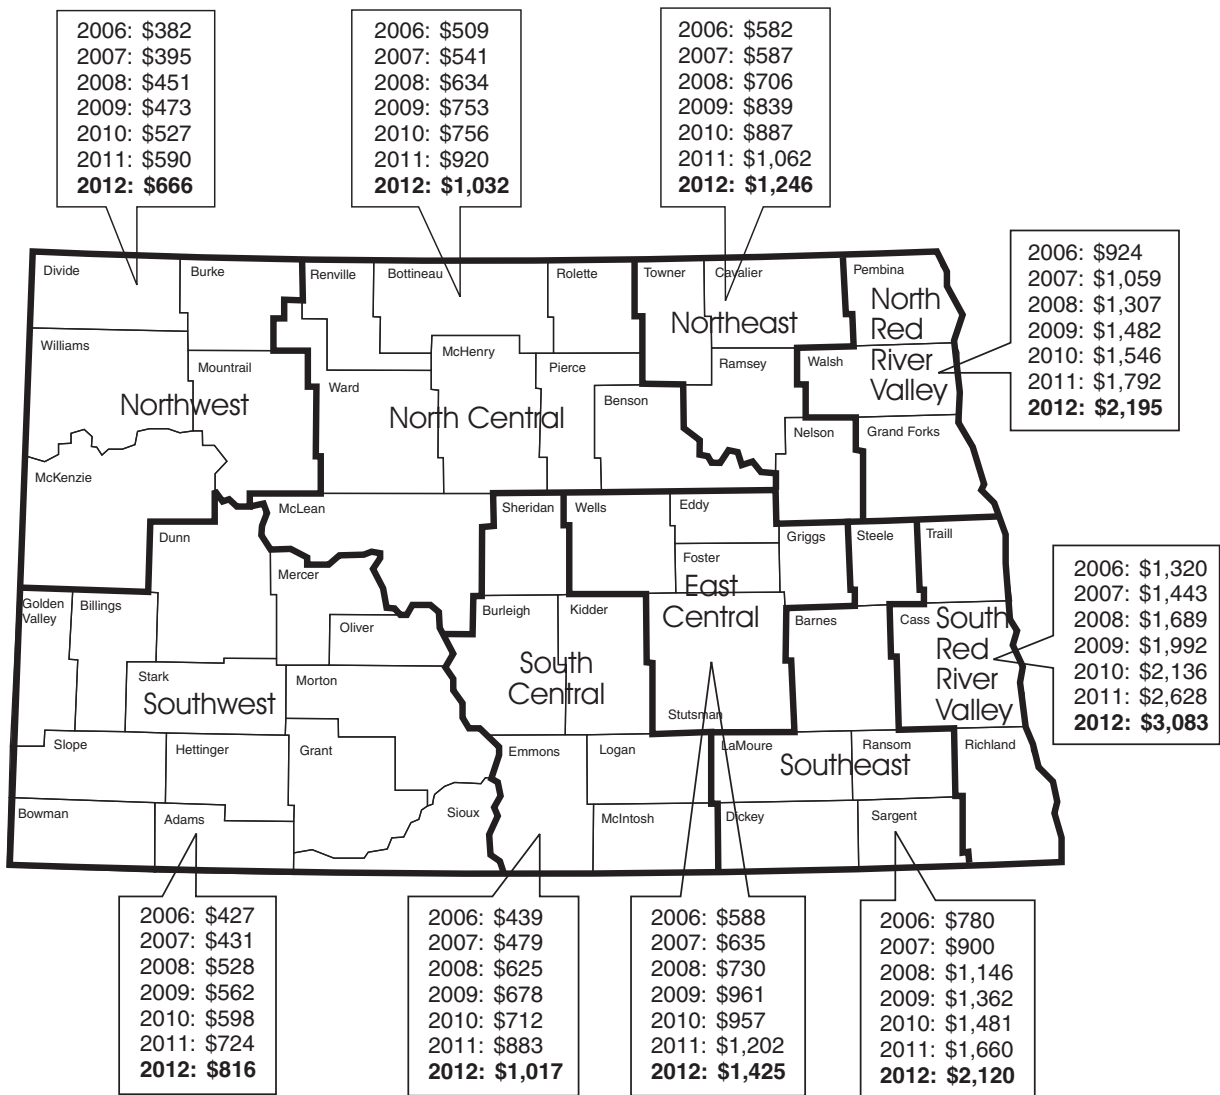 2006: $382
2007: $395
2008: $451
2009: $473
2010: $527
2011: $590
2012: $666
2006: $509
2007: $541
2008: $634
2009: $753
2010: $756
2011: $920
2012: $1,032
2006: $582
2007: $587
2008: $706
2009: $839
2010: $887
2011: $1,062
2012: $1,246
2006: $924
2007: $1,059
2008: $1,307
2009: $1,482
2010: $1,546
2011: $1,792
2012: $2,195
Divide
Burke
Renville
Bottineau
Rolette
Towner
Cavalier
Pembina
North
Red
River
Valley
Northeast
Williams
Mountrail
Northwest
McHenry
Pierce
Ward
North Central
Benson
Ramsey
Walsh
Nelson
Grand Forks
McKenzie
McLean
Sheridan
Wells
Eddy
Dunn
Griggs
Steele
Traill
Foster
East
Central
Mercer
Golden
Valley
Billings
Oliver
Burleigh
Kidder
Barnes
Cass
South
Red
River
Valley
2006: $1,320
2007: $1,443
2008: $1,689
2009: $1,992
2010: $2,136
2011: $2,628
2012: $3,083
South
Central
Stark
Southwest
Morton
Stutsman
Slope
Hettinger
Grant
Emmons
Logan
LaMoure
Ransom
Richland
Southeast
Bowman
Adams
Sioux
McIntosh
Dickey
Sargent
2006: $427
2007: $431
2008: $528
2009: $562
2010: $598
2011: $724
2012: $816
2006: $439
2007: $479
2008: $625
2009: $678
2010: $712
2011: $883
2012: $1,017
2006: $588
2007: $635
2008: $730
2009: $961
2010: $957
2011: $1,202
2012: $1,425
2006: $780
2007: $900
2008: $1,146
2009: $1,362
2010: $1,481
2011: $1,660
2012: $2,120